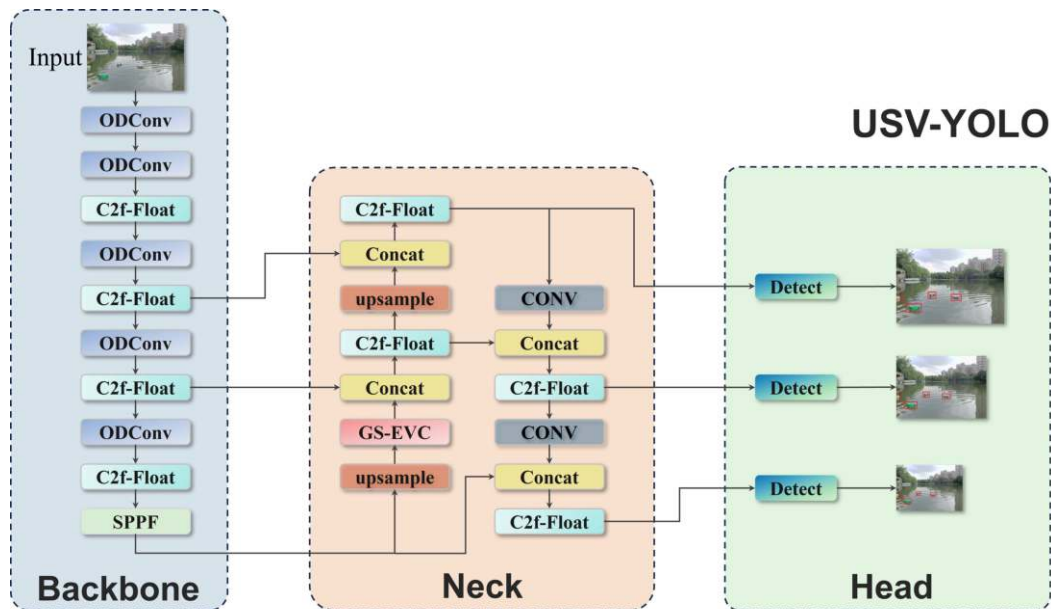 Input
ODConv
ODConv
C2f-Float
ODConv
C2f-Float
ODConv
C2f-Float
ODConv
C2f-Float
SPPF
Backbone
C2f-Float
Concat
upsample
C2f-Float
Concat
GS-EVC
upsample
CONV
Concat
C2f-Float
CONV
Concat
C2f-Float
Neck
USV-YOLO
Detect
Detect
Detect
Head